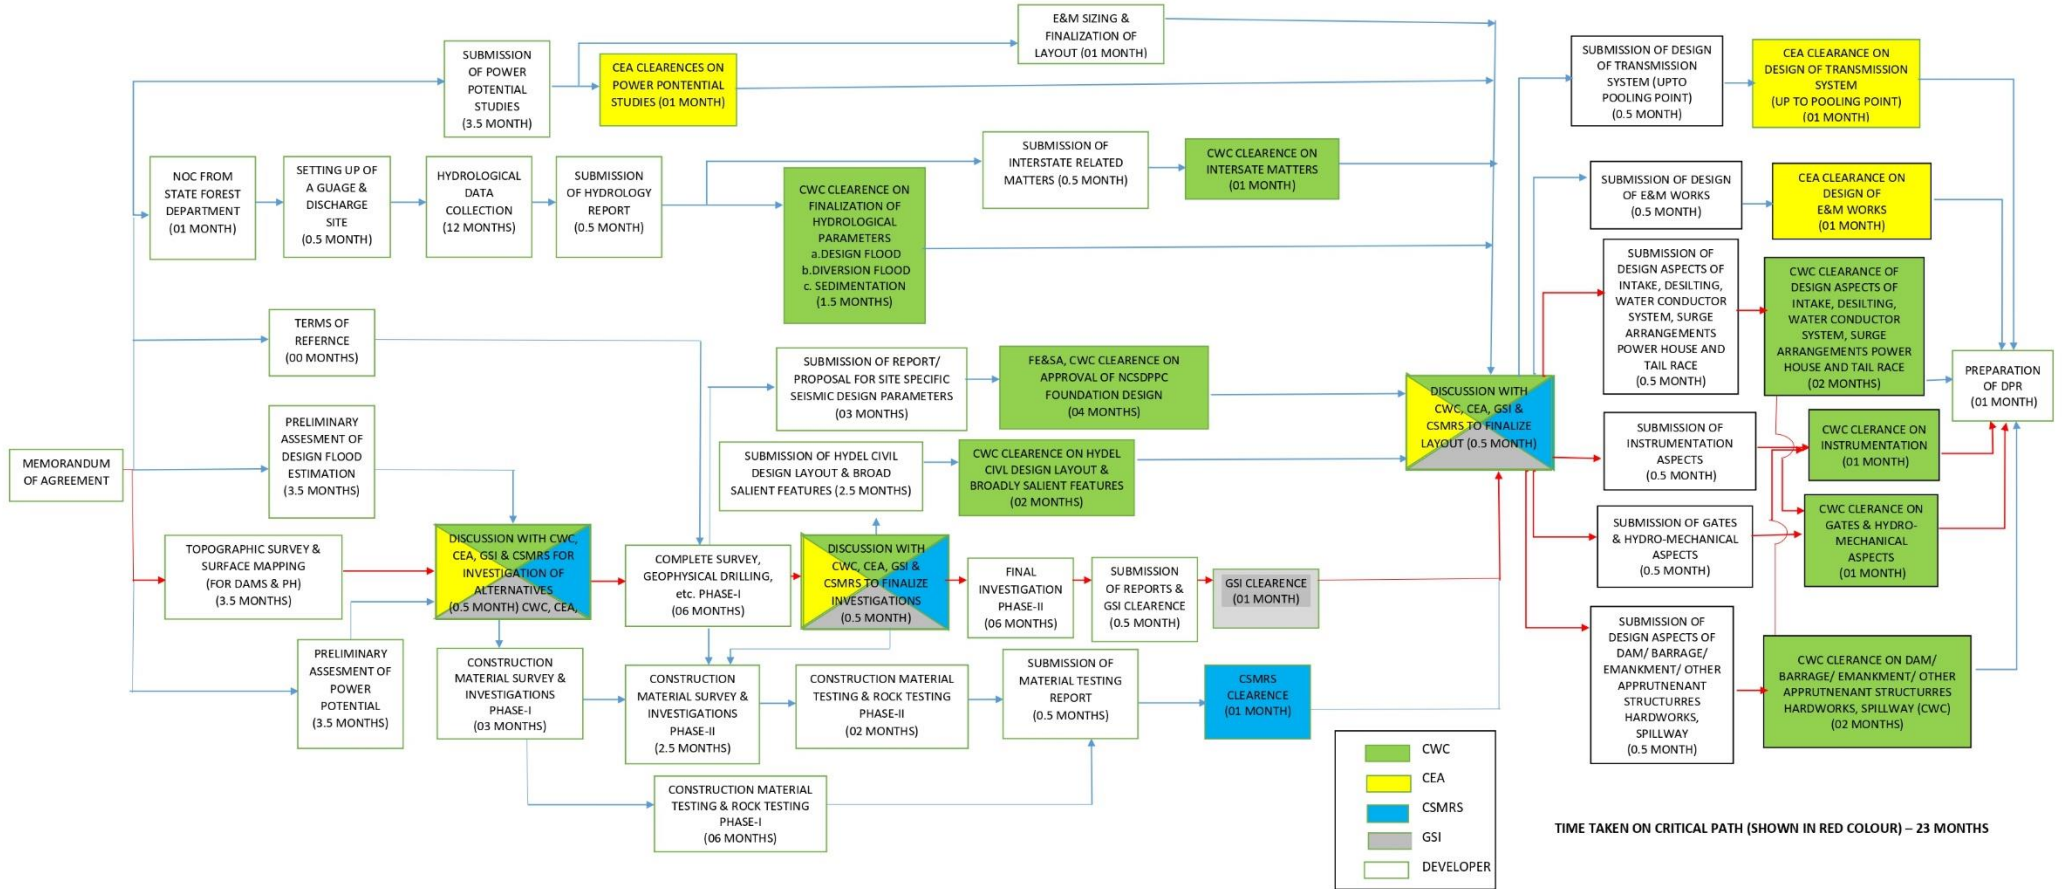 E&M SIZING &
FINALIZATION OF
LAYOUT (01 MONTH)
SUBMISSION
OF POWER
POTENTIAL
STUDIES
(3.5 MONTH)
CEA CLEARENCES ON
POWER PONTENTIAL
STUDIES (01 MONTH)
SUBMISSION OF DESIGN
OF TRANSMISSION
SYSTEM (UPTO
POOLING POINT)
(0.5 MONTH)
CEA CLEARANCE ON
DESIGN OF TRANSMISSION
SYSTEM
(UP TO POOLING POINT)
(01 MONTH)
NOC FROM
STATE FOREST
DEPARTMENT
(01 MONTH)
SETTING UP OF
A GUAGE &
DISCHARGE
SITE
(0.5 MONTH)
HYDROLOGICAL
DATA
COLLECTION
(12 MONTHS)
SUBMISSION
OF HYDROLOGY
REPORT
(0.5 MONTH)
CWC CLEARENCE ON
FINALIZATION OF
HYDROLOGICAL
PARAMETERS
a.DESIGN FLOOD
b.DIVERSION FLOOD
c. SEDIMENTATION
(1.5 MONTHS)
SUBMISSION OF
INTERSTATE RELATED
MATTERS (0.5 MONTH)
CWC CLEARENCE ON
INTERSATE MATTERS
(01 MONTH)
SUBMISSION OF DESIGN
OF E&M WORKS
(0.5 MONTH)
CEA CLEARANCE ON
DESIGN OF
E&M WORKS
(01 MONTH)
SUBMISSION OF
DESIGN ASPECTS OF
INTAKE, DESILTING,
WATER CONDUCTOR
SYSTEM, SURGE
ARRANGEMENTS
POWER HOUSE AND
TAIL RACE
(0.5 MONTH)
CWC CLEARANCE OF
DESIGN ASPECTS OF
INTAKE, DESILTING,
WATER CONDUCTOR
SYSTEM, SURGE
ARRANGEMENTS POWER
HOUSE AND TAIL RACE
(02 MONTHS)
TERMS OF
REFERNCE
(00 MONTHS)
SUBMISSION OF REPORT/
PROPOSAL FOR SITE SPECIFIC
SEISMIC DESIGN PARAMETERS
(03 MONTHS)
FE&SA, CWC CLERENCE ON
APPROVAL OF NCSDPPC
FOUNDATION DESIGN
(04 MONTHS)
DISCUSSION WITH
CWC, CEA, GSI &
CSMRS TO FINALIZE
LAYOUT (0.5 MONTH)
PREPARATION
OF DPR
(01 MONTH)
MEMORANDUM
OF AGREEMENT
PRELIMINARY
ASSESMENT OF
DESIGN FLOOD
ESTIMATION
(3.5 MONTHS)
SUBMISSION OF HYDEL CIVIL
DESIGN LAYOUT & BROAD
SALIENT FEATURES (2.5 MONTHS)
CWC CLEARANCE ON HYDEL
CIVL DESIGN LAYOUT &
BROADLY SALIENT FEATURES
(02 MONTHS)
SUBMISSION OF
INSTRUMENTATION
ASPECTS
(0.5 MONTH)
CWC CLERANCE ON
INSTRUMENTATION
(01 MONTH)
TOPOGRAPHIC SURVEY &
SURFACE MAPPING
(FOR DAMS & PH)
(3.5 MONTHS)
DISCUSSION WITH CWC,
CEA, GSI & CSMRS FOR
INVESTIGATION OF
ALTERNATIVES
(0.5 MONTH) CWC, CEA,
COMPLETE SURVEY,
GEOPHYSICAL DRILLING,
etc. PHASE-I
(06 MONTHS)
DISCUSSION WITH
CWC, CEA, GSI &
CSMRS TO FINALIZE
INVESTIGATIONS
(0.5 MONTH)
FINAL
INVESTIGATION
PHASE-II
(06 MONTHS)
SUBMISSION
OF REPORTS &
GSI CLERENCE
(0.5 MONTH)
GSI CLEARENCE
(01 MONTH)
SUBMISSION OF GATES
& HYDRO-MECHANICAL
ASPECTS
(0.5 MONTH)
CWC CLERANCE ON
GATES & HYDRO-
MECHANICAL
ASPECTS
(01 MONTH)
PRELIMINARY
ASSESMENT OF
POWER
POTENTIAL
(3.5 MONTHS)
CONSTRUCTION
MATERIAL SURVEY &
INVESTIGATIONS
PHASE-I
(03 MONTHS)
CONSTRUCTION
MATERIAL SURVEY &
INVESTIGATIONS
PHASE-II
(2.5 MONTHS)
CONSTRUCTION MATERIAL
TESTING & ROCK TESTING
PHASE-II
(02 MONTHS)
SUBMISSION OF
MATERIAL TESTING
REPORT
(0.5 MONTH)
CSMRS
CLEARENCE
(01 MONTH)
SUBMISSION OF
DESIGN ASPECTS OF
DAM/ BARRAGE/
EMANKMENT/ OTHER
APPRUTNENANT
STRUCTURRES
HARDWORKS,
SPILLWAY
(0.5 MONTH)
CWC CLERANCE ON DAM/
BARRAGE/ EMANKMENT/ OTHER
APPRUTNENANT STRUCTURRES
HARDWORKS, SPILLWAY (CWC)
(02 MONTHS)
CONSTRUCTION MATERIAL
TESTING & ROCK TESTING
PHASE-I
(06 MONTHS)
CWC
CEA
CSMRS
GSI
DEVELOPER
TIME TAKEN ON CRITICAL PATH (SHOWN IN RED COLOUR) – 23 MONTHS